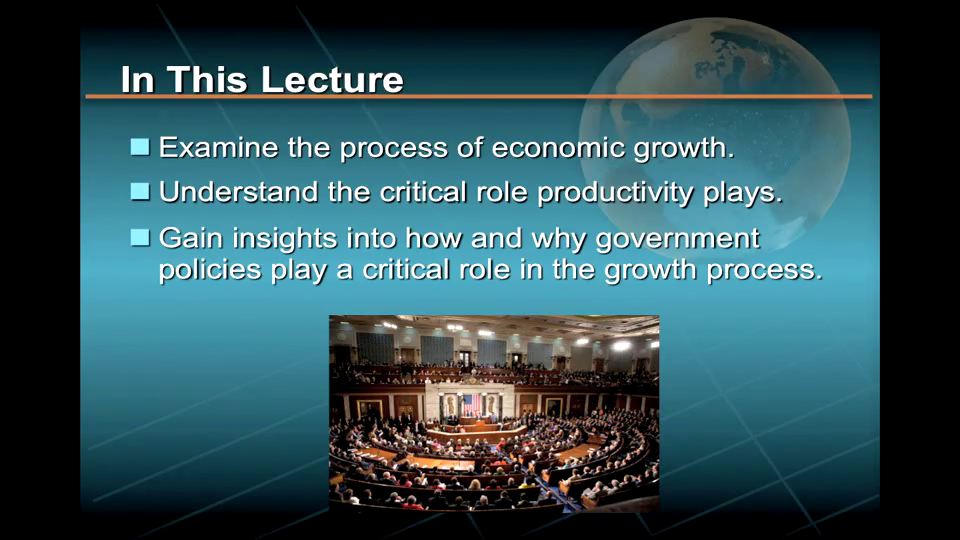 In This Lecture
Examine the process of economic growth.
Understand the critical role productivity plays.
Gain insights into how and why government
policies play a critical role in the growth process.